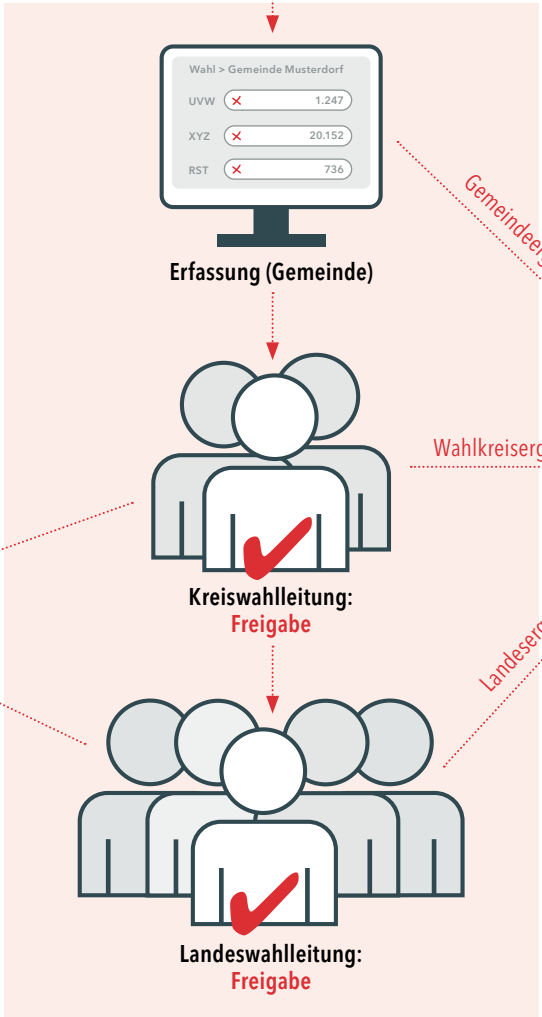 Wahl > Gemeinde Musterdorf
UVW 1.247
XYZ 20.152
RST 736
Erfassung (Gemeinde)
Kreiswahlleitung:
Freigabe
Landeswahlleitung:
Freigabe